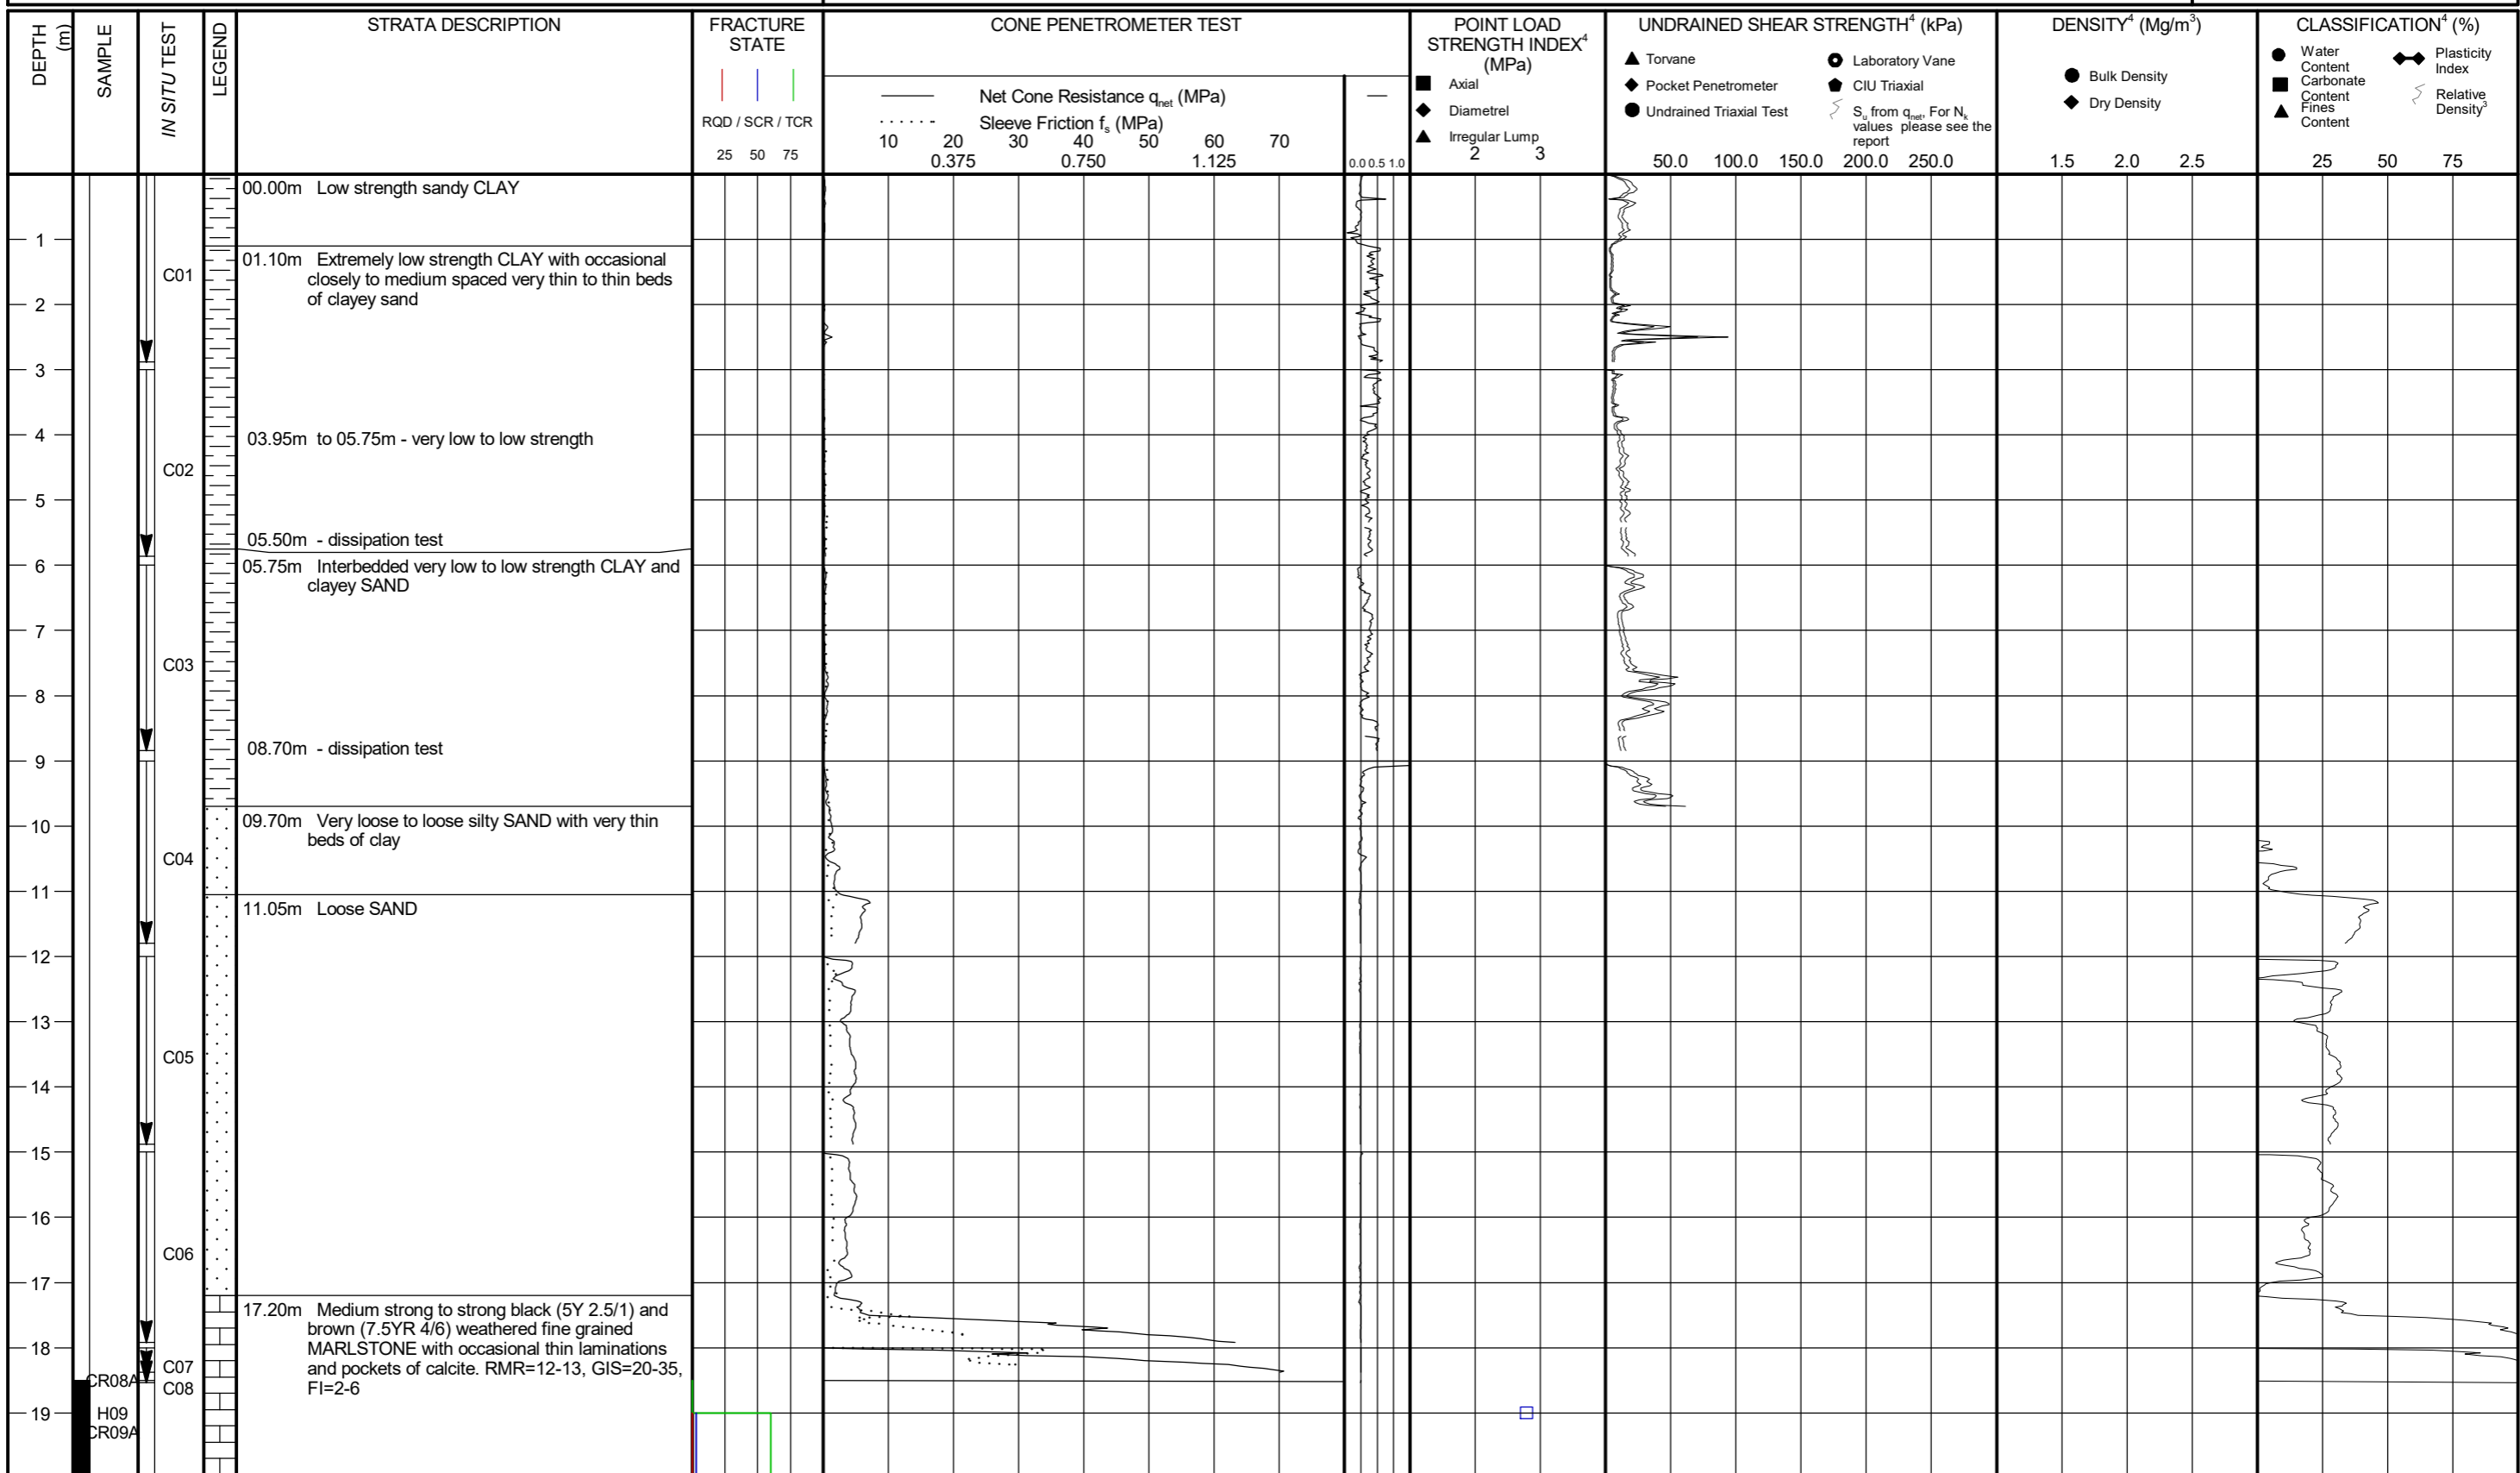 DEPTH (m)
SAMPLE
IN SITU TEST
LEGEND
STRATA DESCRIPTION
FRACTURE
STATE
RQD / SCR / TCR
25 50 75
CONE PENETROMETER TEST
Net Cone Resistance qnet (MPa)
Sleeve Friction fs (MPa)
10 20 30 40 50 60 70
0.375 0.750 1.125
0.0 0.5 1.0
POINT LOAD
STRENGTH INDEX⁴
(MPa)
Axial
Diametrel
Irregular Lump
2 3
UNDRAINED SHEAR STRENGTH⁴ (kPa)
Torvane
Pocket Penetrometer
Undrained Triaxial Test
Laboratory Vane
CIU Triaxial
Su from qnet, For Nk
values please see the
report
50.0 100.0 150.0 200.0 250.0
DENSITY⁴ (Mg/m³)
Bulk Density
Dry Density
1.5 2.0 2.5
CLASSIFICATION⁴ (%)
Water
Content
Carbonate
Content
Fines
Content
Plasticity
Index
Relative
Density³
25 50 75
00.00m Low strength sandy CLAY
1
01.10m Extremely low strength CLAY with occasional
closely to medium spaced very thin to thin beds
of clayey sand
C01
2
3
4
03.95m to 05.75m - very low to low strength
C02
5
05.50m - dissipation test
6
05.75m Interbedded very low to low strength CLAY and
clayey SAND
7
C03
8
08.70m - dissipation test
9
09.70m Very loose to loose silty SAND with very thin
beds of clay
10
C04
11
11.05m Loose SAND
12
13
C05
14
15
16
C06
17
17.20m Medium strong to strong black (5Y 2.5/1) and
brown (7.5YR 4/6) weathered fine grained
MARLSTONE with occasional thin laminations
and pockets of calcite. RMR=12-13, GIS=20-35,
FI=2-6
18
C07
CR08A
C08
19
H09
CR09A